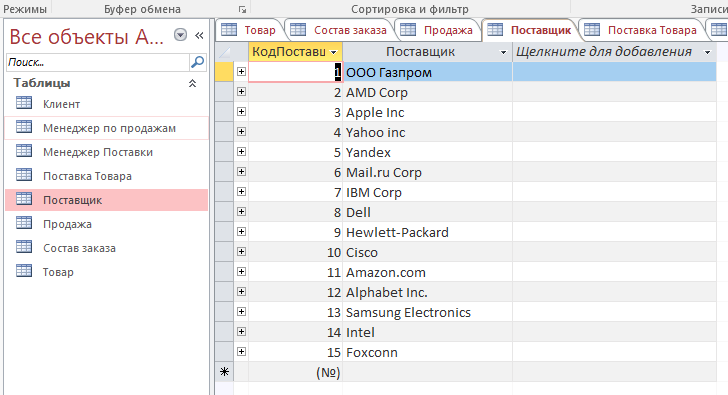 Режимы
Буфер обмена
Сортировка и фильтр
Записи
Все объекты A...
Поиск...
Таблицы
Клиент
Менеджер по продажам
Менеджер Поставки
Поставка Товара
Поставщик
Продажа
Состав заказа
Товар
Товар
Состав заказа
Продажа
Поставщик
Поставка Товара
КодПоставщ
Поставщик
Щелкните для добавления
1 ООО Газпром
2 AMD Corp
3 Apple Inc
4 Yahoo inc
5 Yandex
6 Mail.ru Corp
7 IBM Corp
8 Dell
9 Hewlett-Packard
10 Cisco
11 Amazon.com
12 Alphabet Inc.
13 Samsung Electronics
14 Intel
15 Foxconn
(№)